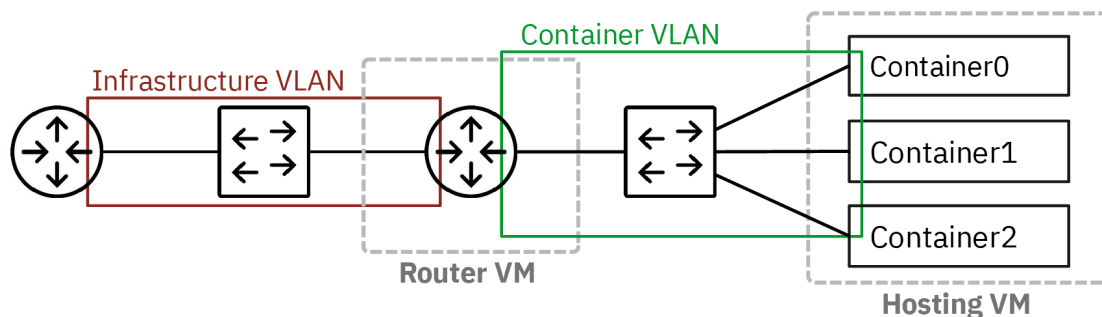 Container VLAN
Infrastructure VLAN
Container0
Container1
Container2
Router VM
Hosting VM